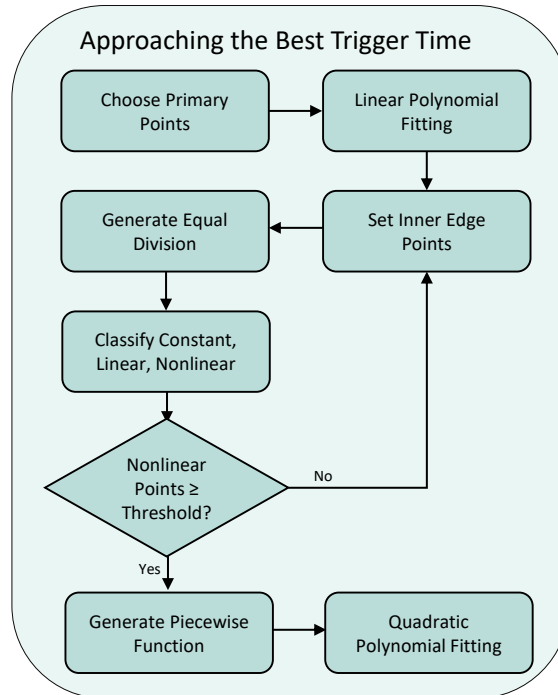 Approaching the Best Trigger Time
Choose Primary
Points
Linear Polynomial
Fitting
Set Inner Edge
Points
Generate Equal
Division
Classify Constant,
Linear, Nonlinear
Nonlinear
Points ≥
Threshold?
No
Yes
Generate Piecewise
Function
Quadratic
Polynomial Fitting